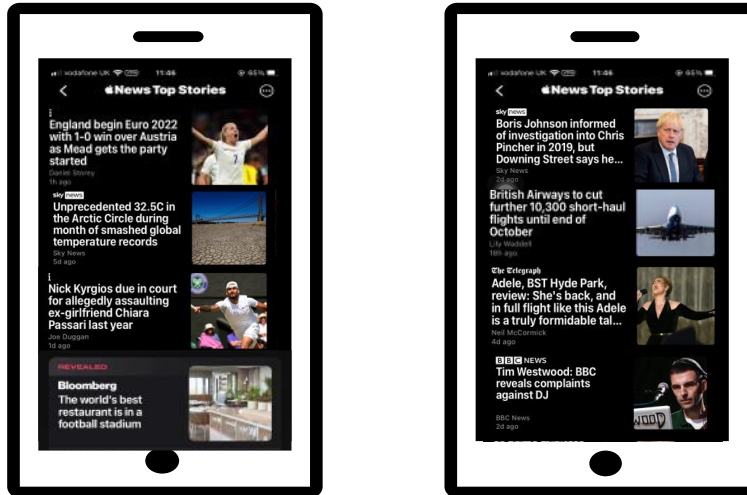 vodafone UK
11:46
65%
News Top Stories
i
England begin Euro 2022
with 1-0 win over Austria
as Mead gets the party
started
Daniel Storey
1h ago
sky news
Unprecedented 32.5C in
the Arctic Circle during
month of smashed global
temperature records
Sky News
5d ago
i
Nick Kyrgios due in court
for allegedly assaulting
ex-girlfriend Chiara
Passari last year
Joe Duggan
1d ago
REVEALED
Bloomberg
The world's best
restaurant is in a
football stadium
vodafone UK
11:46
65%
News Top Stories
sky news
Boris Johnson informed
of investigation into Chris
Pincher in 2019, but
Downing Street says he...
Sky News
2d ago
British Airways to cut
further 10,300 short-haul
flights until end of
October
Lily Waddell
18h ago
The Telegraph
Adele, BST Hyde Park,
review: She's back, and
in full flight like this Adele
is a truly formidable tal...
Neil McCormick
4d ago
BBC NEWS
Tim Westwood: BBC
reveals complaints
against DJ
BBC News
2d ago